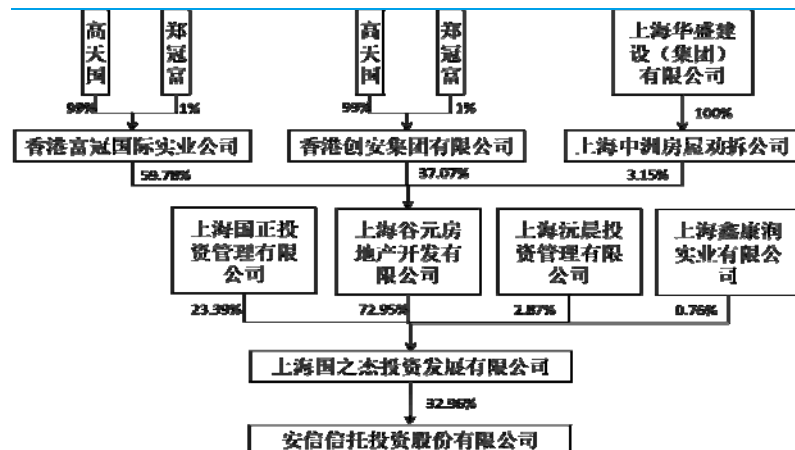 高天国
郑冠富
高天国
郑冠富
上海华盛建
设（集团）
有限公司
99%
1%
99%
1%
100%
香港富冠国际实业公司
香港创安集团有限公司
上海中洲房屋动拆公司
59.78%
37.07%
3.15%
上海国正投
资管理有限
公司
上海谷元房
地产开发有
限公司
上海沅晨投
资管理有限
公司
上海鑫康润
实业有限公
司
23.39%
72.95%
2.87%
0.76%
上海国之杰投资发展有限公司
32.96%
安信信托投资股份有限公司